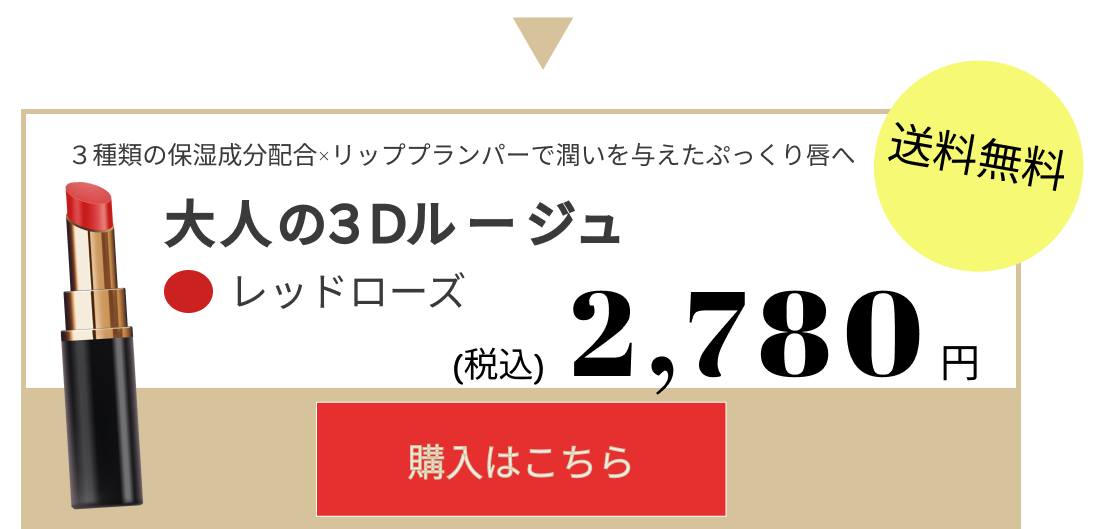 送料無料
３種類の保湿成分配合×リッププランパーで潤いを与えたぷっくり唇へ
大人の３Dルージュ
レッドローズ
(税込) 2,780 円
購入はこちら